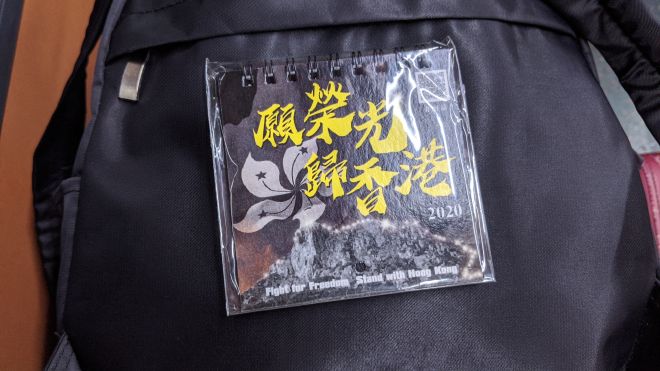 願榮光
歸香港
2020
Fight for Freedom Stand with Hong Kong